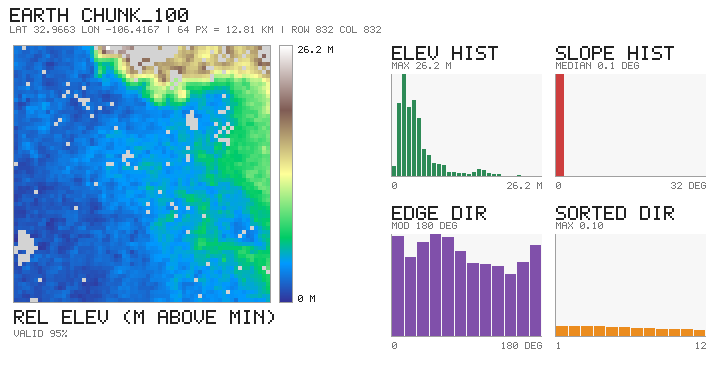 EARTH CHUNK_100
LAT 32.9663 LON -106.4167 | 64 PX = 12.81 KM | ROW 832 COL 832
26.2 M
0 M
REL ELEV (M ABOVE MIN)
VALID 95%
ELEV HIST
MAX 26.2 M
0 26.2 M
SLOPE HIST
MEDIAN 0.1 DEG
0 32 DEG
EDGE DIR
MOD 180 DEG
0 180 DEG
SORTED DIR
MAX 0.10
1 12